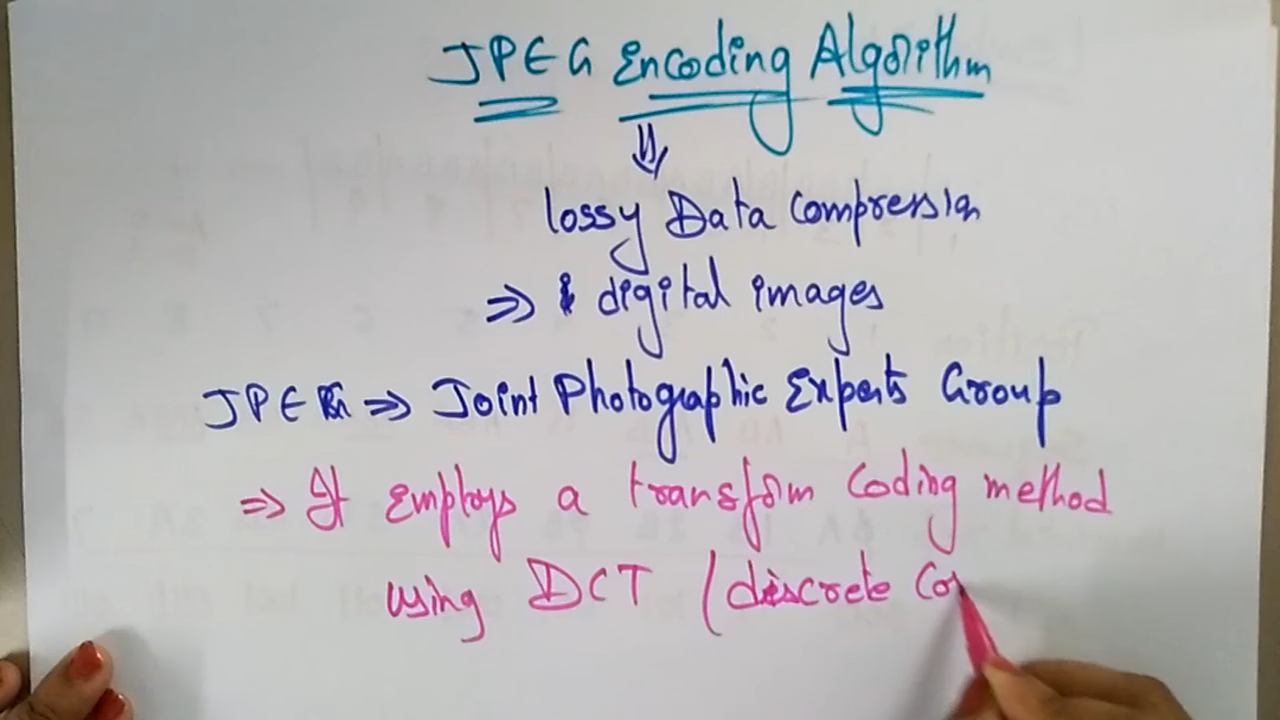 JPEG Encoding Algorithm
lossy Data Compression
⇒ digital images
JPEG ⇒ Joint Photographic Experts Group
⇒ It employs a transform coding method
using DCT (discrete Cos